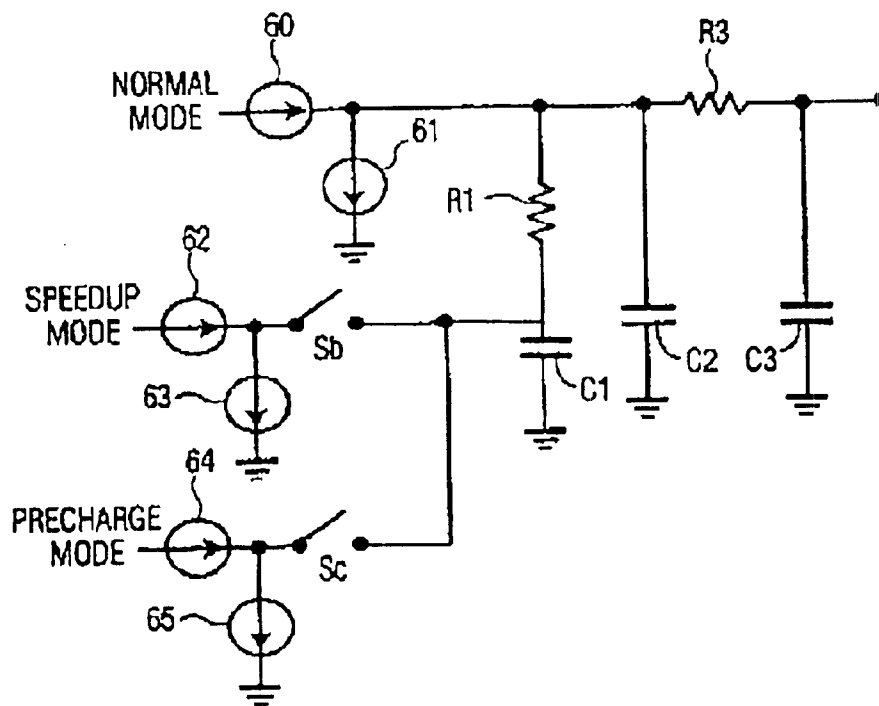 60
R3
NORMAL
MODE
61
R1
62
SPEEDUP
MODE
Sb
63
C1
C2
C3
64
PRECHARGE
MODE
Sc
65